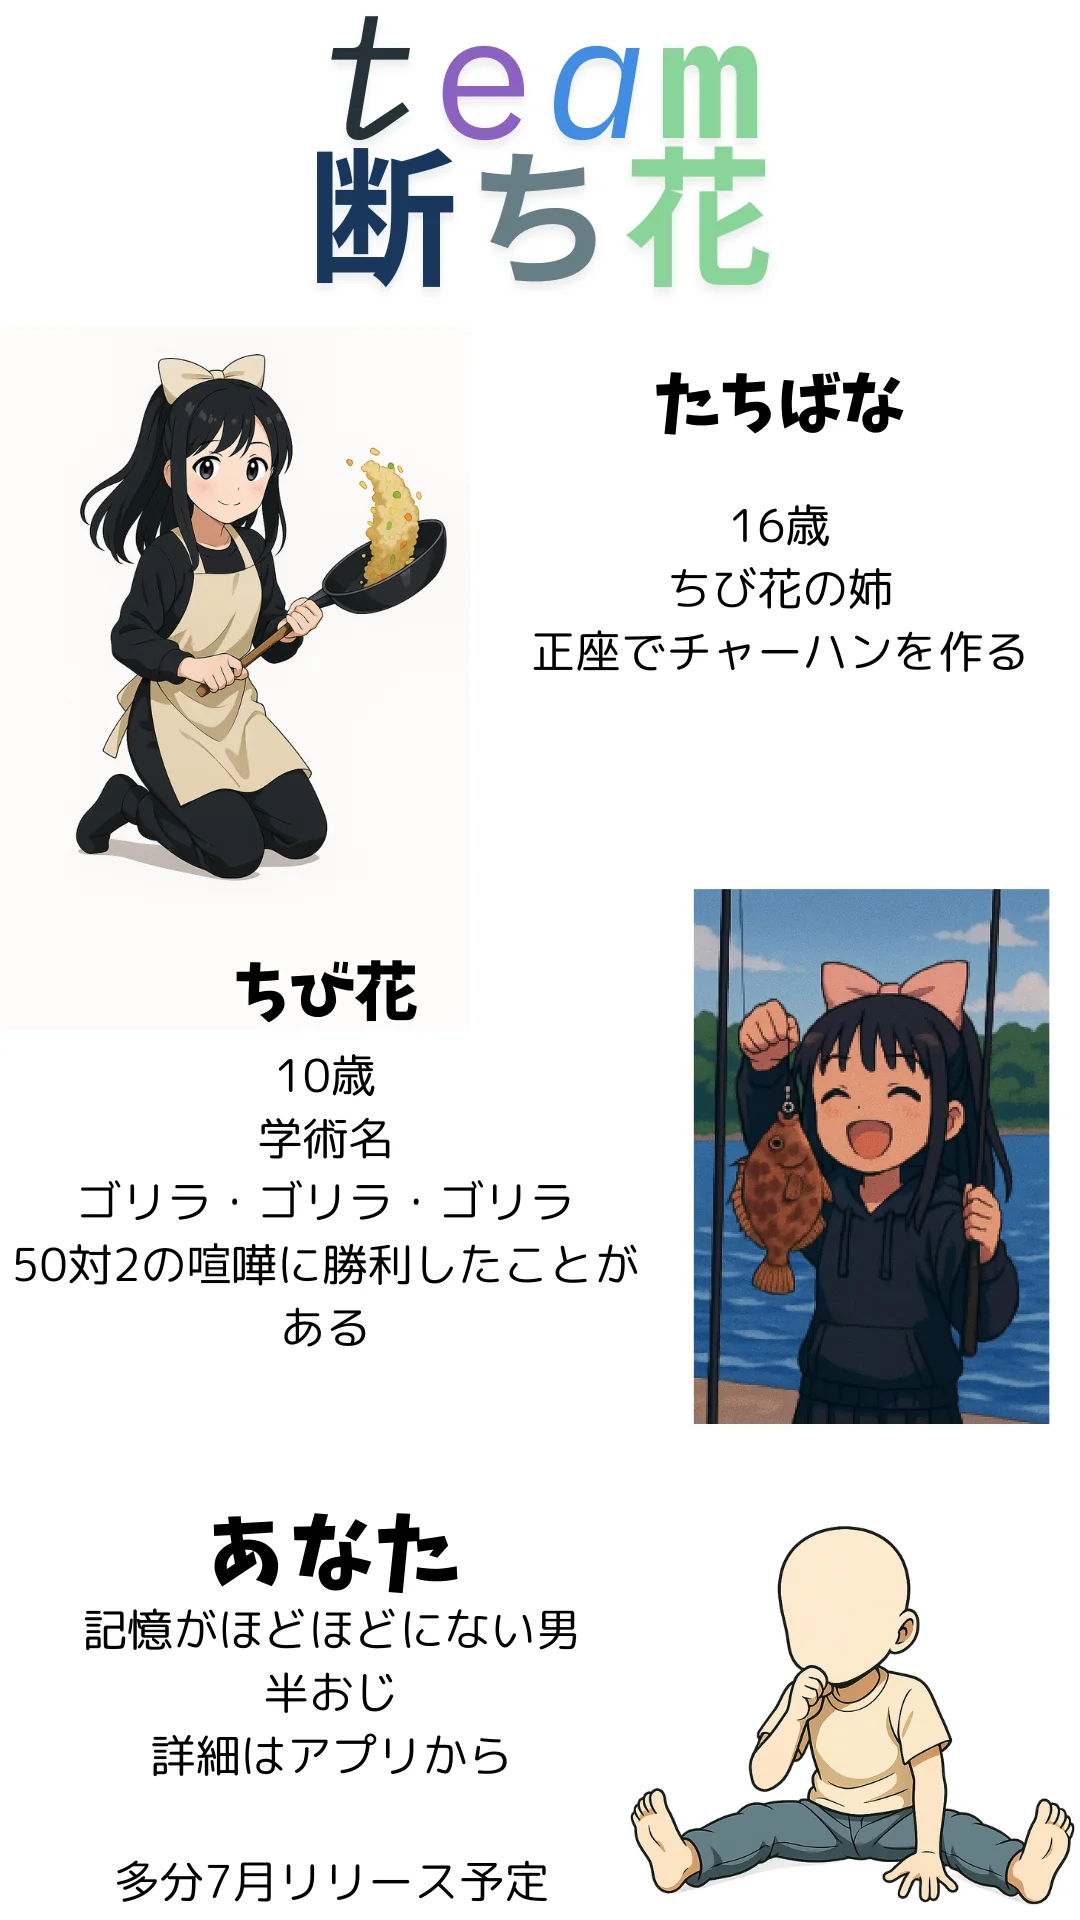 team
断ち花
たちばな
16歳
ちび花の姉
正座でチャーハンを作る
ちび花
10歳
学術名
ゴリラ・ゴリラ・ゴリラ
50対2の喧嘩に勝利したことが
ある
あなた
記憶がほどほどにない男
半おじ
詳細はアプリから
多分7月リリース予定